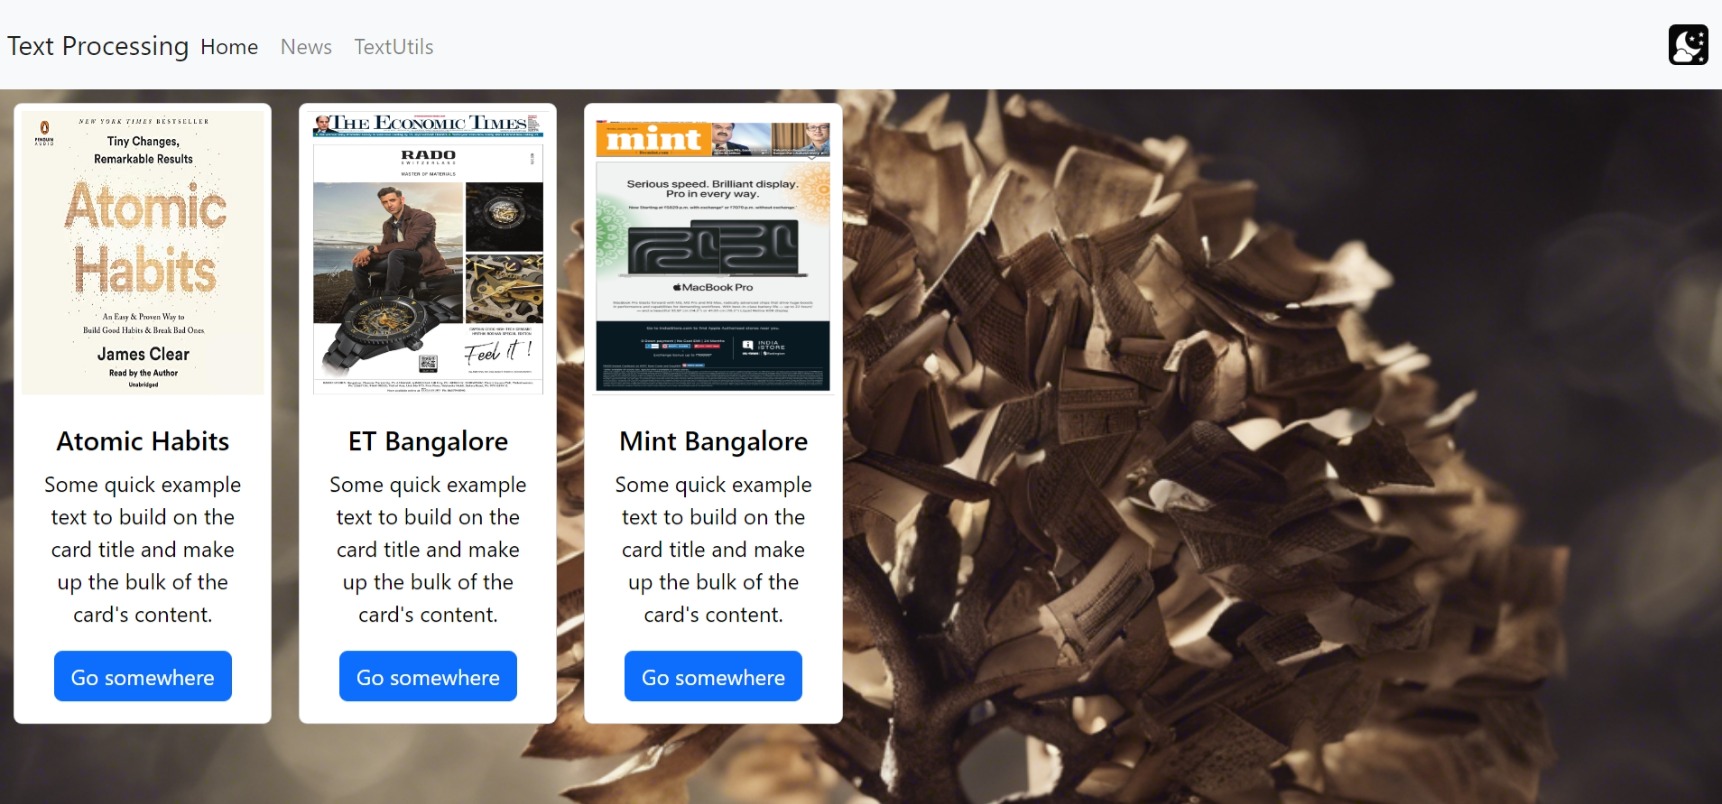 Text Processing Home News TextUtils
NEW YORK TIMES BESTSELLER
PENGUIN
AUDIO
Tiny Changes,
Remarkable Results
Atomic
Habits
An Easy & Proven Way to
Build Good Habits & Break Bad Ones
James Clear
Read by the Author
Unabridged
Atomic Habits
Some quick example
text to build on the
card title and make
up the bulk of the
card's content.
Go somewhere
THE ECONOMIC TIMES
RADO
SWITZERLAND
MASTER OF MATERIALS
Feel it !
ET Bangalore
Some quick example
text to build on the
card title and make
up the bulk of the
card's content.
Go somewhere
mint
Serious speed. Brilliant display.
Pro in every way.
MacBook Pro
INDIA
ISTORE
Mint Bangalore
Some quick example
text to build on the
card title and make
up the bulk of the
card's content.
Go somewhere